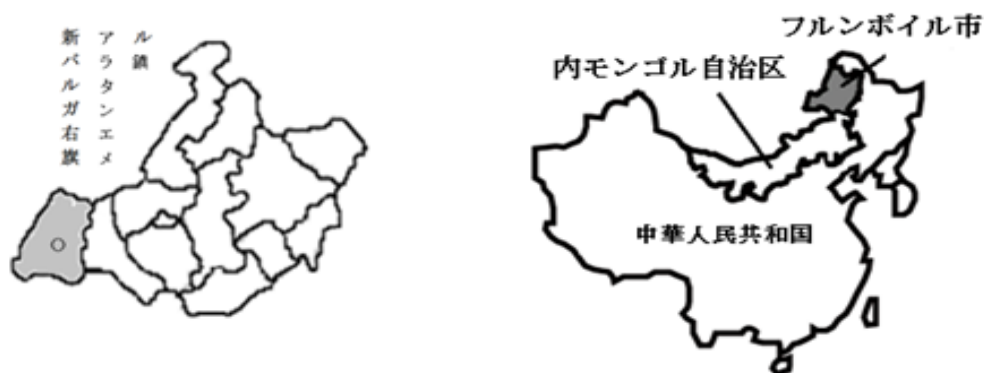 新バルガ右旗
アラタンエメ
ル鎮
フルンボイル市
内モンゴル自治区
中華人民共和国